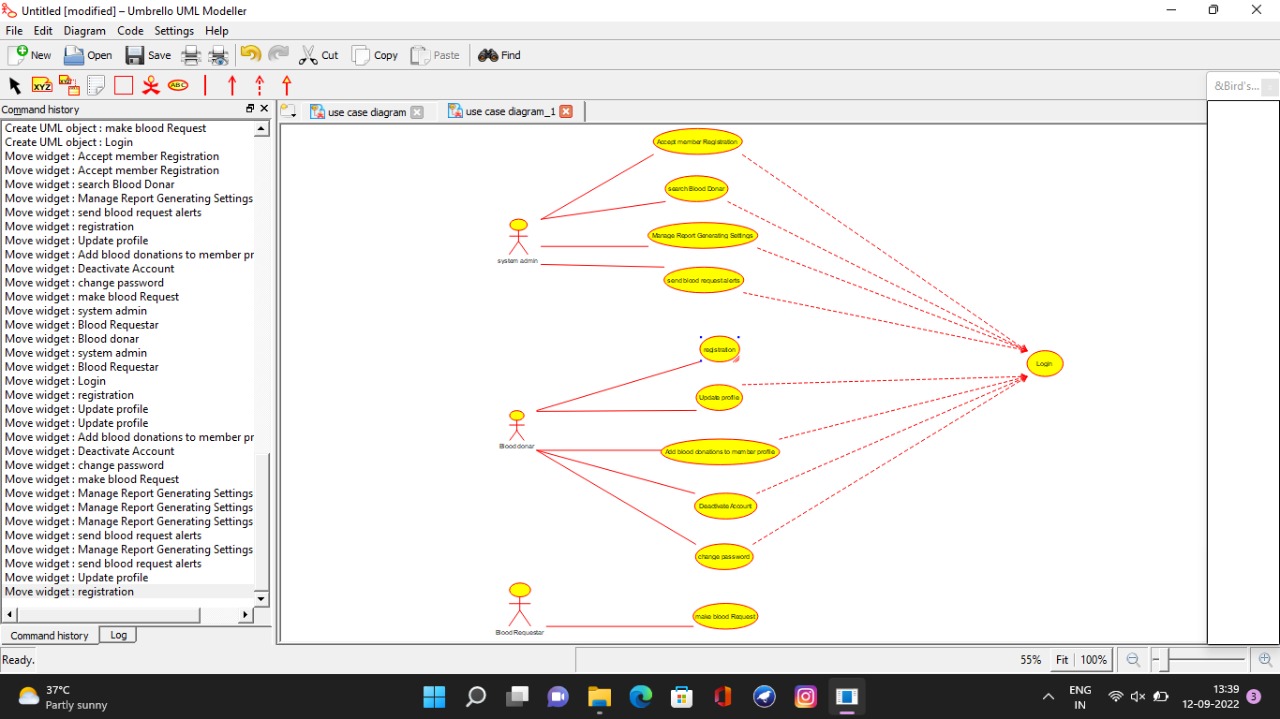 Untitled [modified] – Umbrello UML Modeller
File Edit Diagram Code Settings Help
New Open Save Cut Copy Paste Find
XYZ ABC
&Bird's...
Command history
use case diagram
use case diagram_1
Create UML object : make blood Request
Create UML object : Login
Move widget : Accept member Registration
Move widget : Accept member Registration
Move widget : search Blood Donar
Move widget : Manage Report Generating Settings
Move widget : send blood request alerts
Move widget : registration
Move widget : Update profile
Move widget : Add blood donations to member pr
Move widget : Deactivate Account
Move widget : change password
Move widget : make blood Request
Move widget : system admin
Move widget : Blood Requestar
Move widget : Blood donar
Move widget : system admin
Move widget : Blood Requestar
Move widget : Login
Move widget : registration
Move widget : Update profile
Move widget : Update profile
Move widget : Add blood donations to member pr
Move widget : Deactivate Account
Move widget : change password
Move widget : make blood Request
Move widget : Manage Report Generating Settings
Move widget : Manage Report Generating Settings
Move widget : Manage Report Generating Settings
Move widget : send blood request alerts
Move widget : Manage Report Generating Settings
Move widget : send blood request alerts
Move widget : Update profile
Move widget : registration
Command history Log
Accept member Registration
search Blood Donar
Manage Report Generating Settings
system admin
send blood request alerts
registration
Login
Update profile
Blood donar
Add blood donations to member profile
Deactivate Account
change password
make blood Request
Blood Requestar
Ready.
55% Fit 100%
37°C
Partly sunny
ENG
IN
13:39
12-09-2022
3